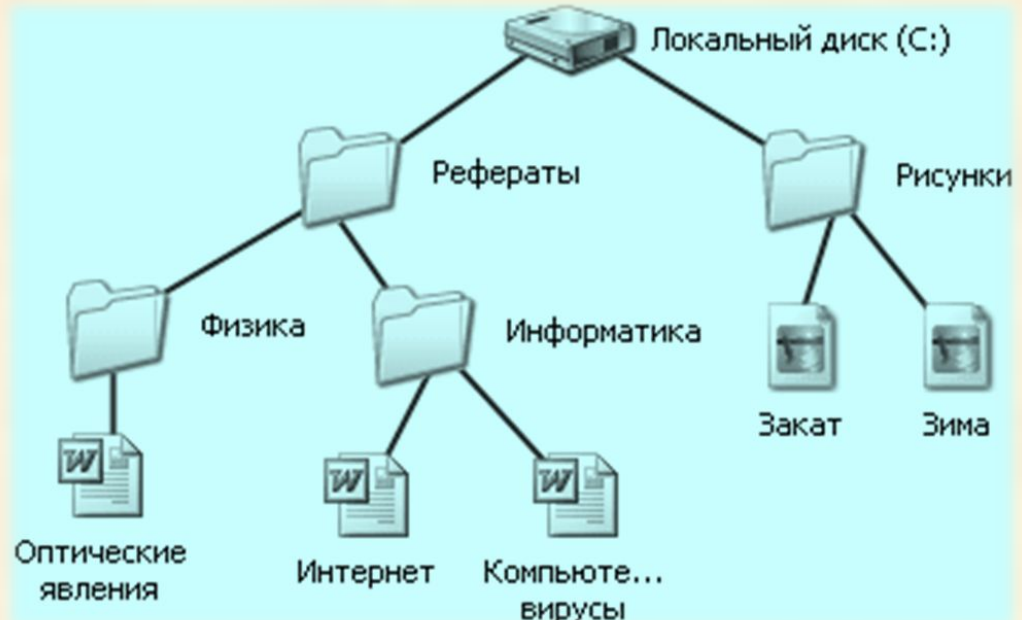 Локальный диск (C:)
Рефераты
Рисунки
Физика
Информатика
Закат
Зима
Оптические
явления
Интернет
Компьюте...
вирусы